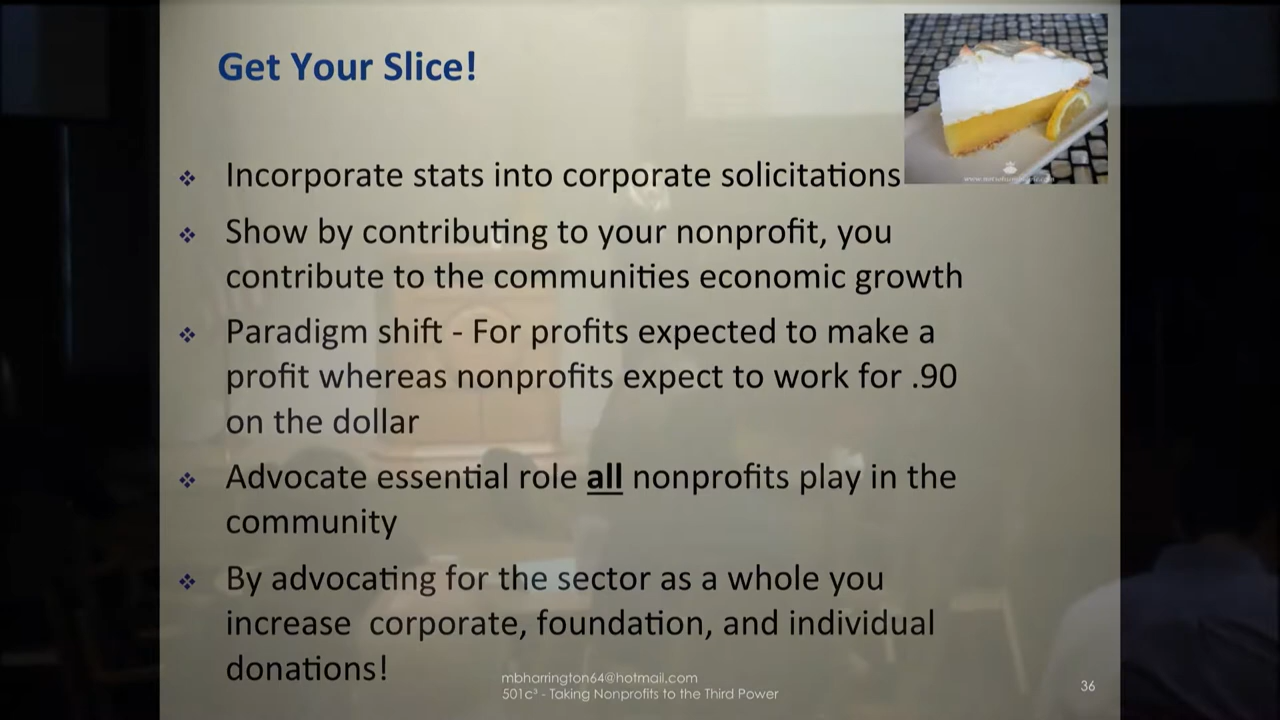 Get Your Slice!
Incorporate stats into corporate solicitations
Show by contributing to your nonprofit, you
contribute to the communities economic growth
Paradigm shift - For profits expected to make a
profit whereas nonprofits expect to work for .90
on the dollar
Advocate essential role all nonprofits play in the
community
By advocating for the sector as a whole you
increase  corporate, foundation, and individual
donations!
mbharrington64@hotmail.com
501c³ - Taking Nonprofits to the Third Power
36